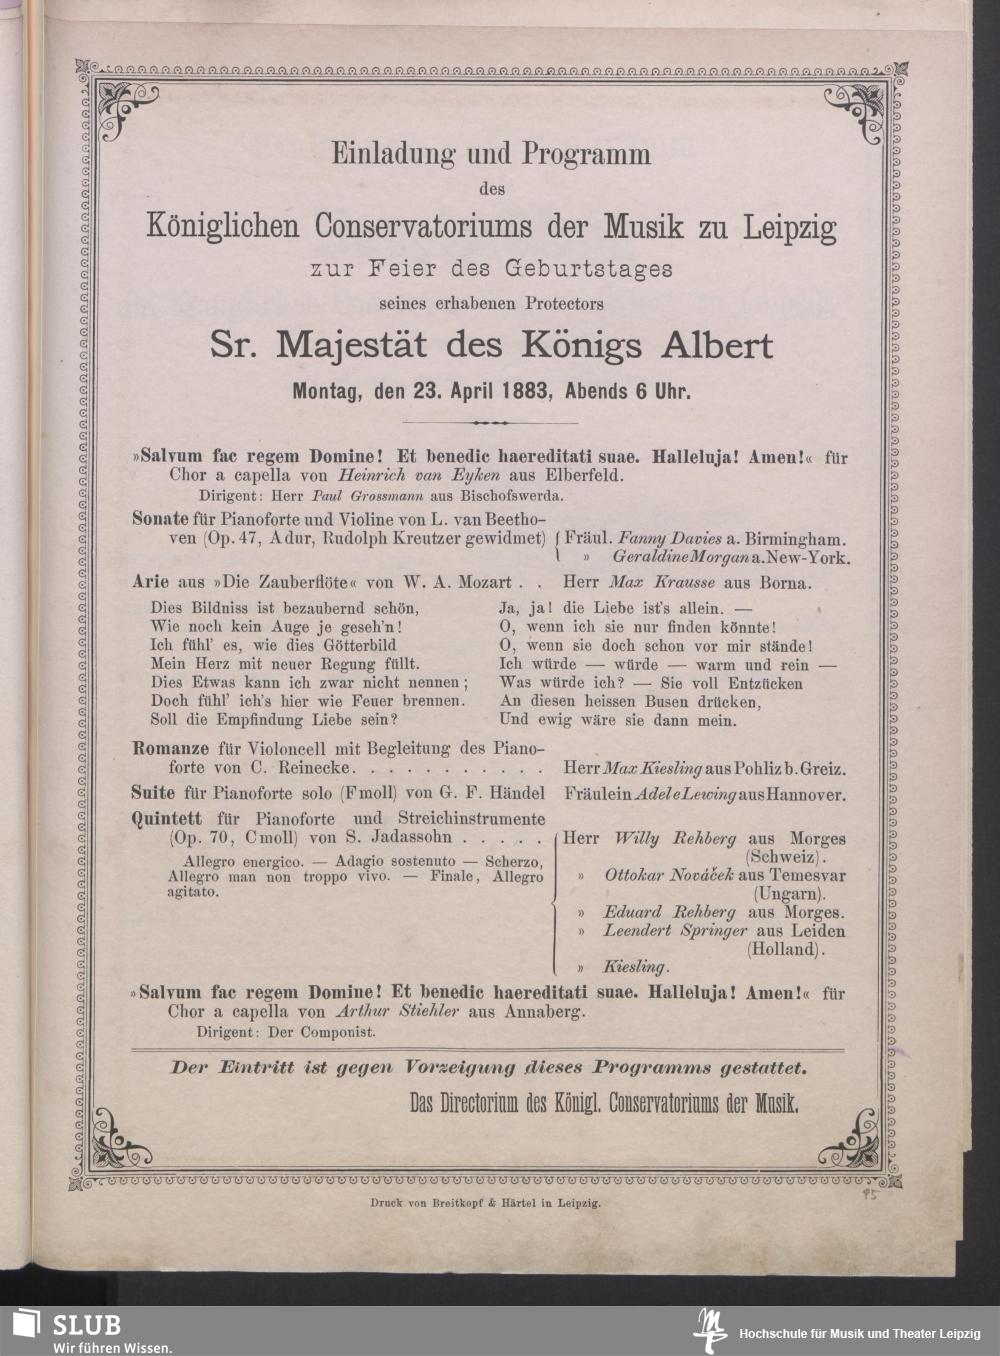 Einladung und Programm
des
Königlichen Conservatoriums der Musik zu Leipzig
zur Feier des Geburtstages
seines erhabenen Protectors
Sr. Majestät des Königs Albert
Montag, den 23. April 1883, Abends 6 Uhr.
»Salvum fac regem Domine! Et benedic haereditati suae. Halleluja! Amen!« für
Chor a capella von Heinrich van Eyken aus Elberfeld.
Dirigent: Herr Paul Grossmann aus Bischofswerda.
Sonate für Pianoforte und Violine von L. van Beetho-
ven (Op. 47, Adur, Rudolph Kreutzer gewidmet) { Fräul. Fanny Davies a. Birmingham.
» Geraldine Morgan a. New-York.
Arie aus »Die Zauberflöte« von W. A. Mozart . . Herr Max Krausse aus Borna.
Dies Bildniss ist bezaubernd schön,
Wie noch kein Auge je geseh'n!
Ich fühl' es, wie dies Götterbild
Mein Herz mit neuer Regung füllt.
Dies Etwas kann ich zwar nicht nennen;
Doch fühl' ich's hier wie Feuer brennen.
Soll die Empfindung Liebe sein?
Ja, ja! die Liebe ist's allein. —
O, wenn ich sie nur finden könnte!
O, wenn sie doch schon vor mir stände!
Ich würde — würde — warm und rein —
Was würde ich? — Sie voll Entzücken
An diesen heissen Busen drücken,
Und ewig wäre sie dann mein.
Romanze für Violoncell mit Begleitung des Piano-
forte von C. Reinecke. . . . . . . . . . . . Herr Max Kiesling aus Pohliz b. Greiz.
Suite für Pianoforte solo (Fmoll) von G. F. Händel Fräulein Adele Lewing aus Hannover.
Quintett für Pianoforte und Streichinstrumente
(Op. 70, Cmoll) von S. Jadassohn . . . . .
Allegro energico. — Adagio sostenuto — Scherzo,
Allegro man non troppo vivo. — Finale, Allegro
agitato.
Herr Willy Rehberg aus Morges
(Schweiz).
» Ottokar Nováček aus Temesvar
(Ungarn).
» Eduard Rehberg aus Morges.
» Leendert Springer aus Leiden
(Holland).
» Kiesling.
»Salvum fac regem Domine! Et benedic haereditati suae. Halleluja! Amen!« für
Chor a capella von Arthur Stiehler aus Annaberg.
Dirigent: Der Componist.
Der Eintritt ist gegen Vorzeigung dieses Programms gestattet.
Das Directorium des Königl. Conservatoriums der Musik.
Druck von Breitkopf & Härtel in Leipzig.
95
SLUB
Wir führen Wissen.
Hochschule für Musik und Theater Leipzig